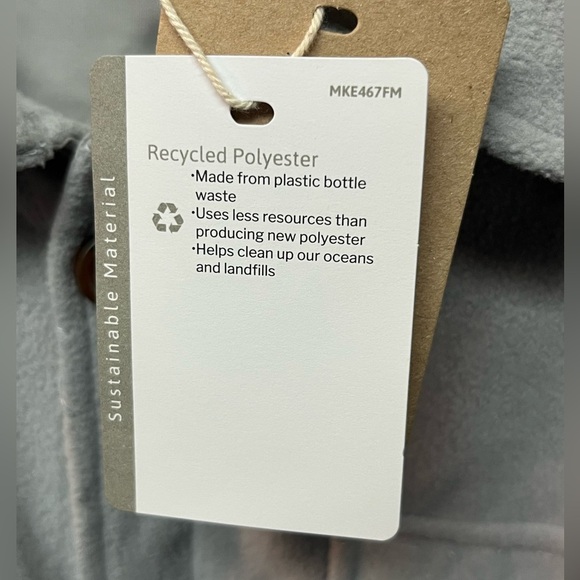 MKE467FM
Recycled Polyester
•Made from plastic bottle
waste
•Uses less resources than
producing new polyester
•Helps clean up our oceans
and landfills
Sustainable Material